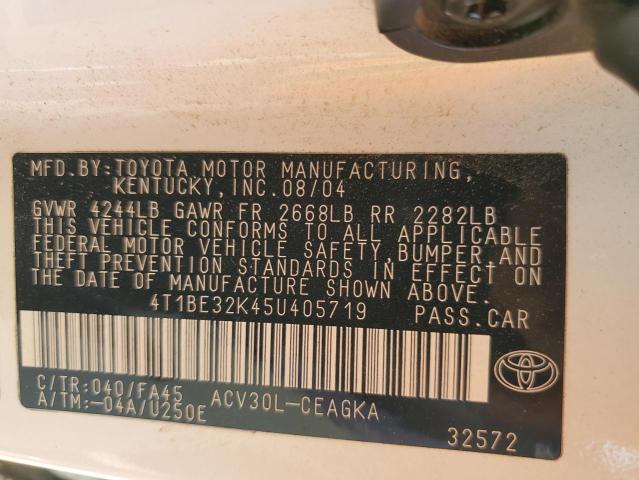 MFD.BY:TOYOTA MOTOR MANUFACTURING,
KENTUCKY,INC.08/04
GVWR 4244LB GAWR FR 2668LB RR 2282LB
THIS VEHICLE CONFORMS TO ALL APPLICABLE
FEDERAL MOTOR VEHICLE SAFETY,BUMPER,AND
THEFT PREVENTION STANDARDS IN EFFECT ON
THE DATE OF MANUFACTURE SHOWN ABOVE.
4T1BE32K45U405719 PASS.CAR
C/TR:040/FA45 ACV30L-CEAGKA
A/TM:-04A/U250E
32572